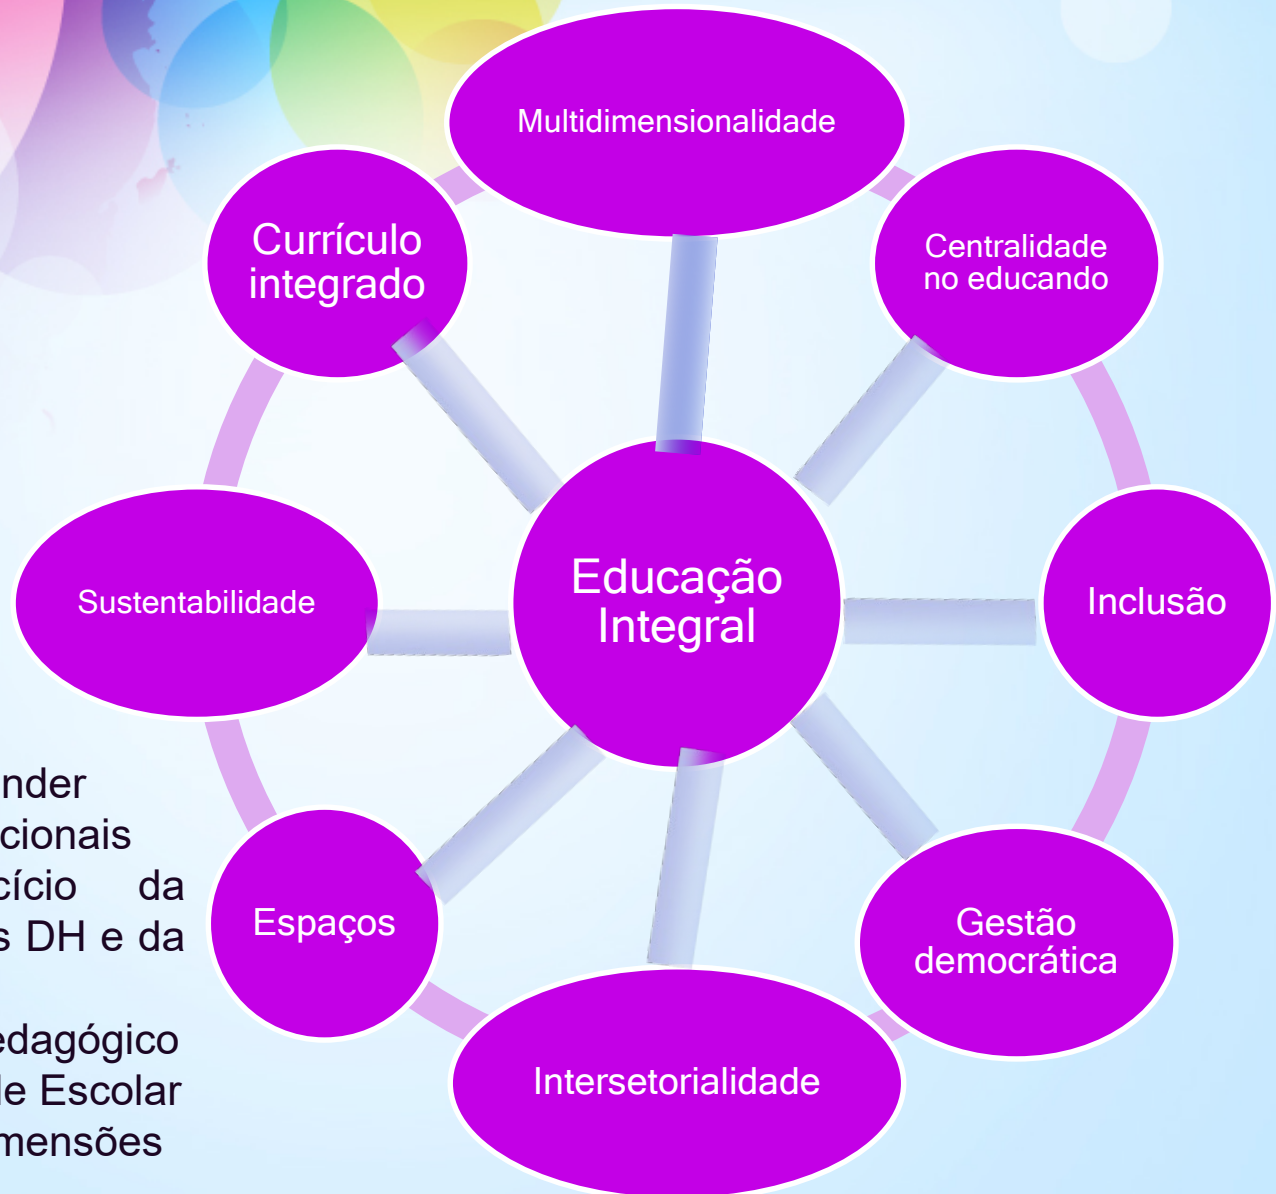 Multidimensionalidade
Currículo
integrado
Centralidade
no educando
Sustentabilidade
Educação
Integral
Inclusão
Espaços
Gestão
democrática
Intersetorialidade
nder
cionais
cício da
s DH e da
edagógico
le Escolar
mensões